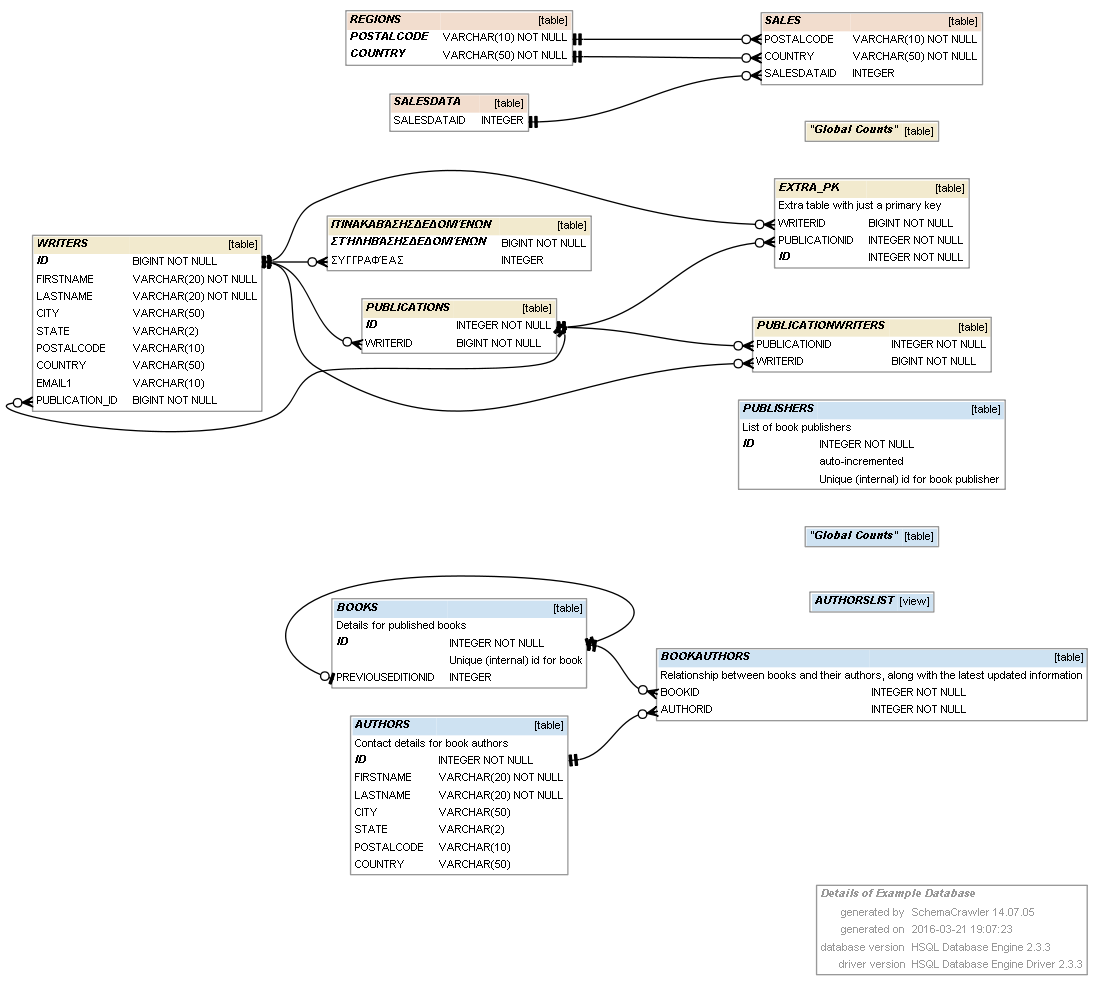 REGIONS [table]
POSTALCODE VARCHAR(10) NOT NULL
COUNTRY VARCHAR(50) NOT NULL
SALES [table]
POSTALCODE VARCHAR(10) NOT NULL
COUNTRY VARCHAR(50) NOT NULL
SALESDATAID INTEGER
SALESDATA [table]
SALESDATAID INTEGER
"Global Counts" [table]
EXTRA_PK [table]
Extra table with just a primary key
WRITERID BIGINT NOT NULL
PUBLICATIONID INTEGER NOT NULL
ID INTEGER NOT NULL
WRITERS [table]
ID BIGINT NOT NULL
FIRSTNAME VARCHAR(20) NOT NULL
LASTNAME VARCHAR(20) NOT NULL
CITY VARCHAR(50)
STATE VARCHAR(2)
POSTALCODE VARCHAR(10)
COUNTRY VARCHAR(50)
EMAIL1 VARCHAR(10)
PUBLICATION_ID BIGINT NOT NULL
ΠΊΝΑΚΑΒΆΣΗΣΔΕΔΟΜΈΝΩΝ [table]
ΣΤΉΛΗΒΆΣΗΣΔΕΔΟΜΈΝΩΝ BIGINT NOT NULL
ΣΥΓΓΡΑΦΈΑΣ INTEGER
PUBLICATIONS [table]
ID INTEGER NOT NULL
WRITERID BIGINT NOT NULL
PUBLICATIONWRITERS [table]
PUBLICATIONID INTEGER NOT NULL
WRITERID BIGINT NOT NULL
PUBLISHERS [table]
List of book publishers
ID INTEGER NOT NULL
auto-incremented
Unique (internal) id for book publisher
"Global Counts" [table]
AUTHORSLIST [view]
BOOKS [table]
Details for published books
ID INTEGER NOT NULL
Unique (internal) id for book
PREVIOUSEDITIONID INTEGER
BOOKAUTHORS [table]
Relationship between books and their authors, along with the latest updated information
BOOKID INTEGER NOT NULL
AUTHORID INTEGER NOT NULL
AUTHORS [table]
Contact details for book authors
ID INTEGER NOT NULL
FIRSTNAME VARCHAR(20) NOT NULL
LASTNAME VARCHAR(20) NOT NULL
CITY VARCHAR(50)
STATE VARCHAR(2)
POSTALCODE VARCHAR(10)
COUNTRY VARCHAR(50)
Details of Example Database
generated by SchemaCrawler 14.07.05
generated on 2016-03-21 19:07:23
database version HSQL Database Engine 2.3.3
driver version HSQL Database Engine Driver 2.3.3